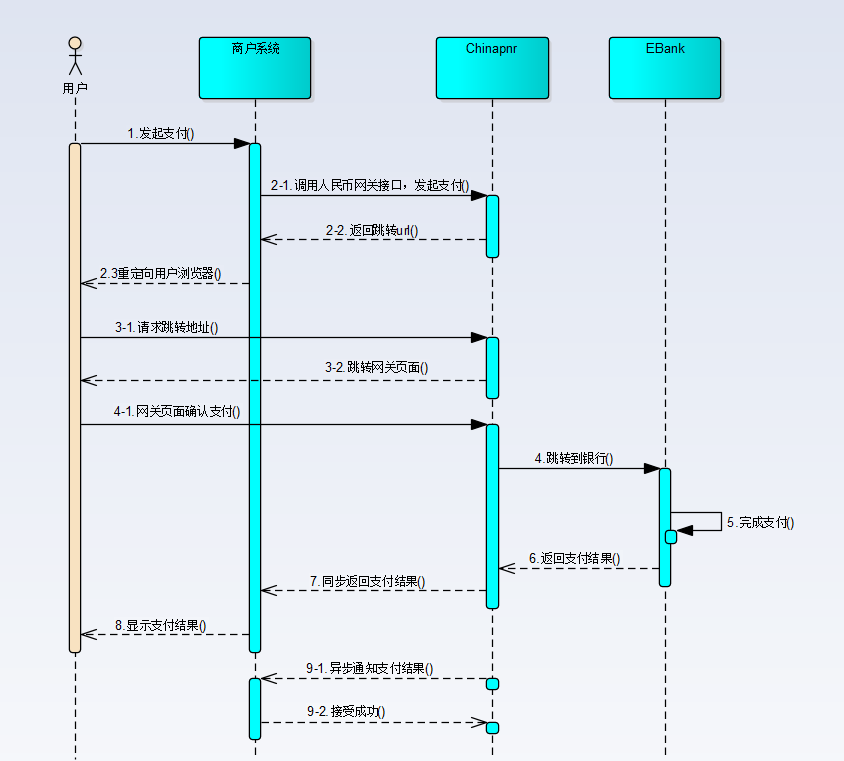 用户
商户系统
Chinapnr
EBank
1.发起支付()
2-1.调用人民币网关接口，发起支付()
2-2.返回跳转url()
2.3重定向用户浏览器()
3-1.请求跳转地址()
3-2.跳转网关页面()
4-1.网关页面确认支付()
4.跳转到银行()
5.完成支付()
6.返回支付结果()
7.同步返回支付结果()
8.显示支付结果()
9-1.异步通知支付结果()
9-2.接受成功()